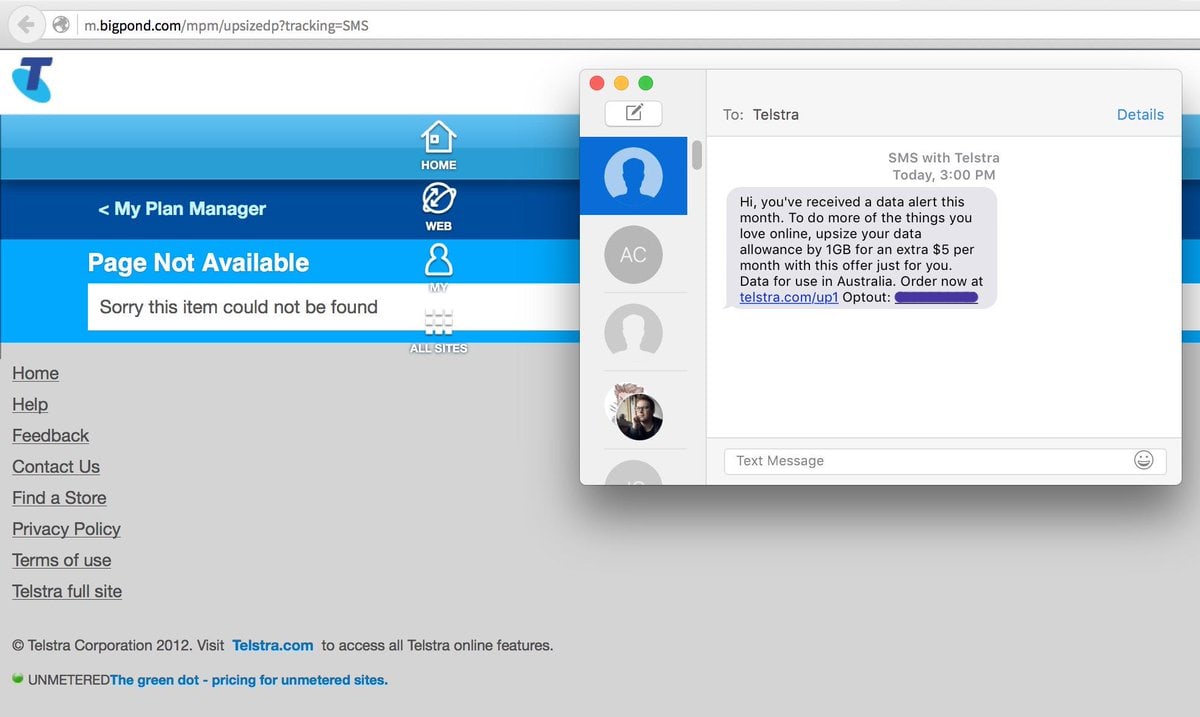 m.bigpond.com/mpm/upsizedp?tracking=SMS
T
HOME
< My Plan Manager
WEB
Page Not Available
MY
Sorry this item could not be found
ALL SITES
Home
Help
Feedback
Contact Us
Find a Store
Privacy Policy
Terms of use
Telstra full site
© Telstra Corporation 2012. Visit Telstra.com to access all Telstra online features.
UNMETEREDThe green dot - pricing for unmetered sites.
To: Telstra
Details
AC
SMS with Telstra
Today, 3:00 PM
Hi, you've received a data alert this
month. To do more of the things you
love online, upsize your data
allowance by 1GB for an extra $5 per
month with this offer just for you.
Data for use in Australia. Order now at
telstra.com/up1 Optout:
Text Message